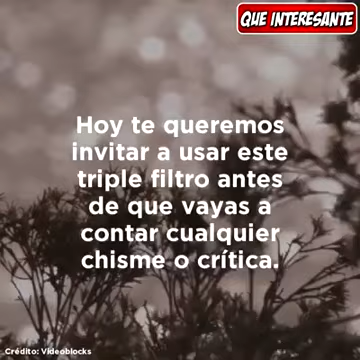 QUE INTERESANTE
Hoy te queremos
invitar a usar este
triple filtro antes
de que vayas a
contar cualquier
chisme o crítica.
Crédito: Videoblocks